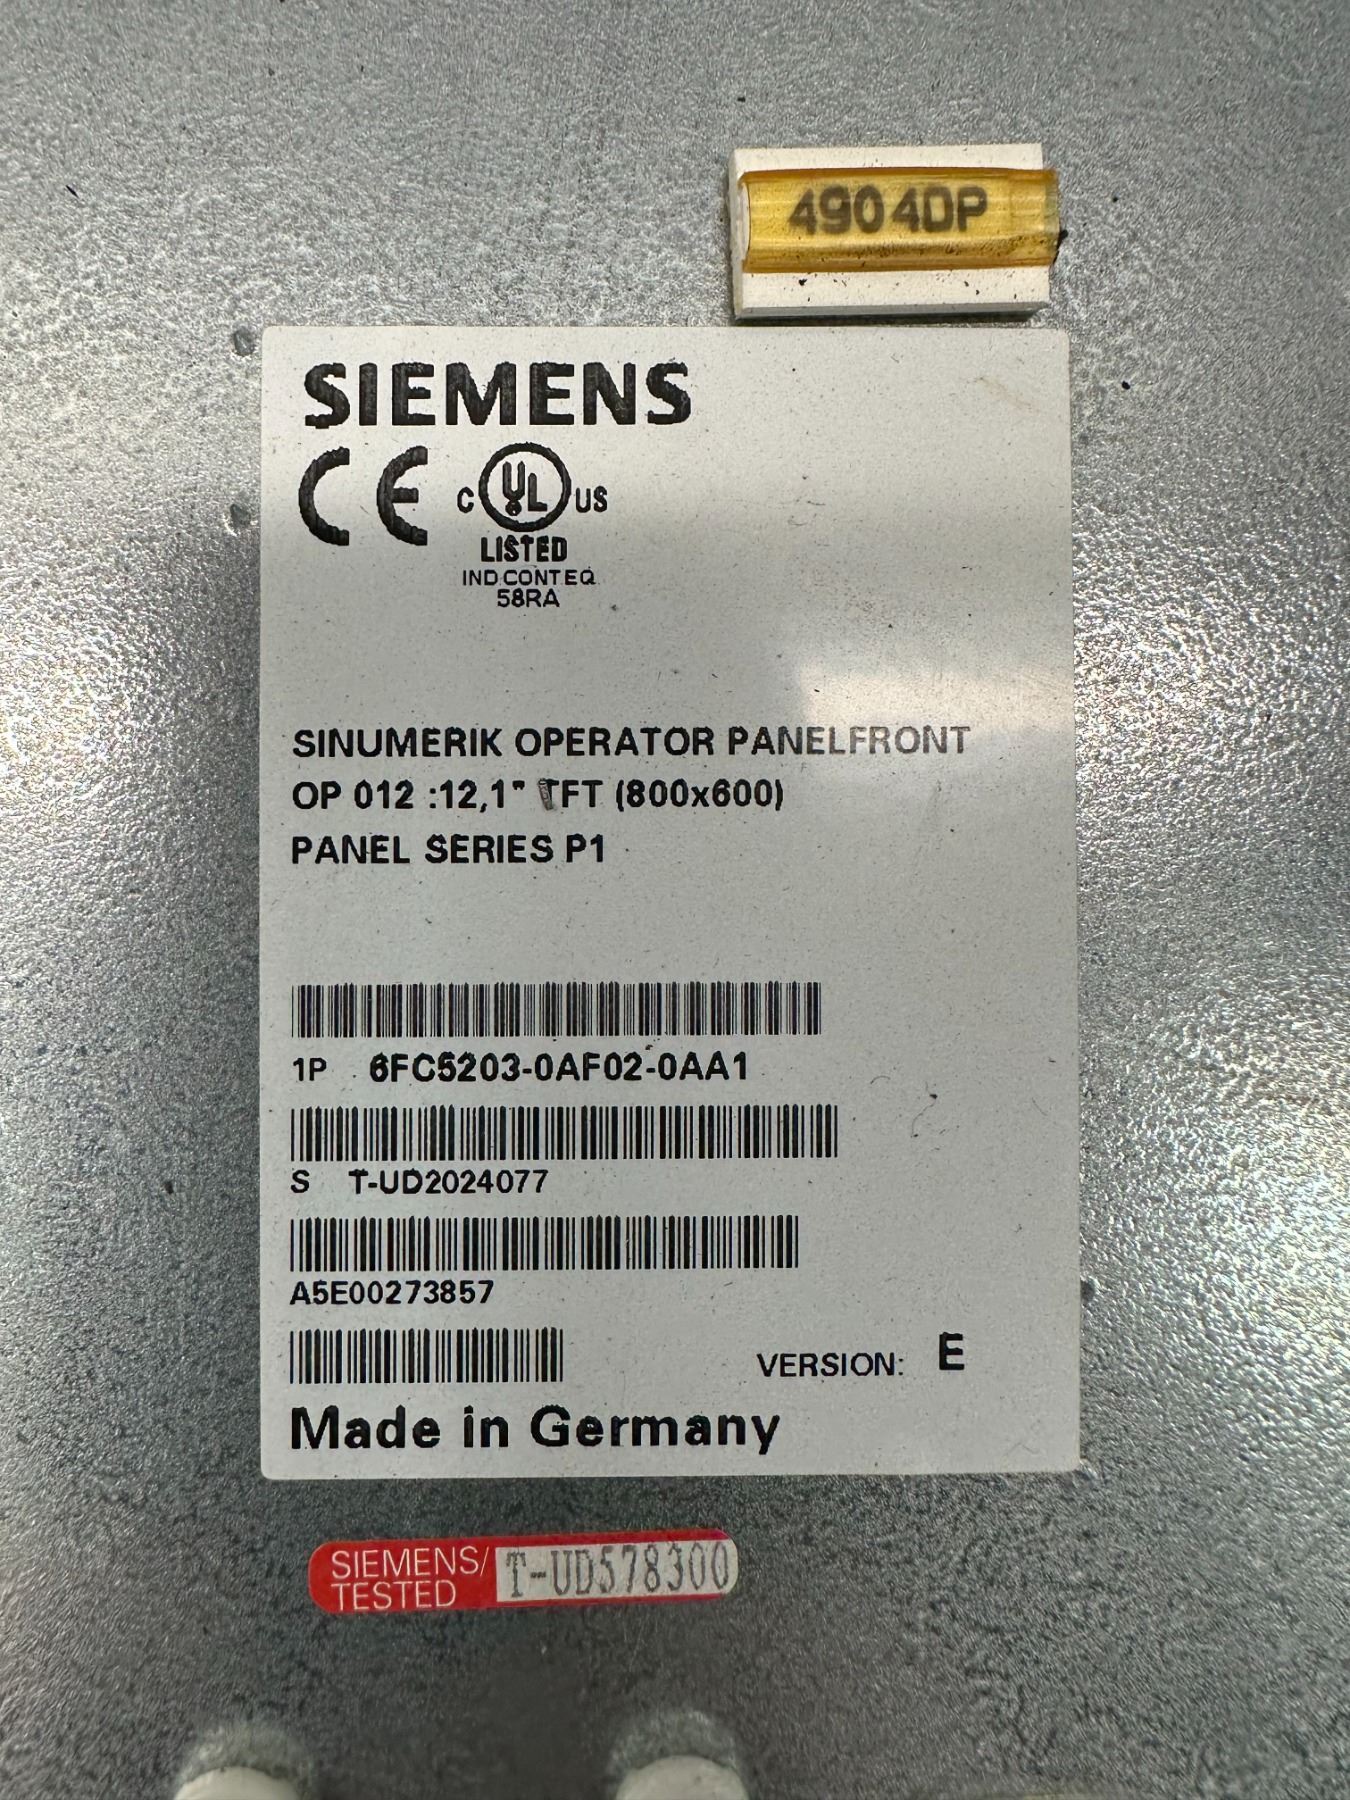 4904DP
SIEMENS
CE C UL US
LISTED
IND.CONT.EQ.
58RA
SINUMERIK OPERATOR PANELFRONT
OP 012 :12,1" TFT (800x600)
PANEL SERIES P1
1P 6FC5203-0AF02-0AA1
S T-UD2024077
A5E00273857
VERSION: E
Made in Germany
SIEMENS/ T-UD578300
TESTED